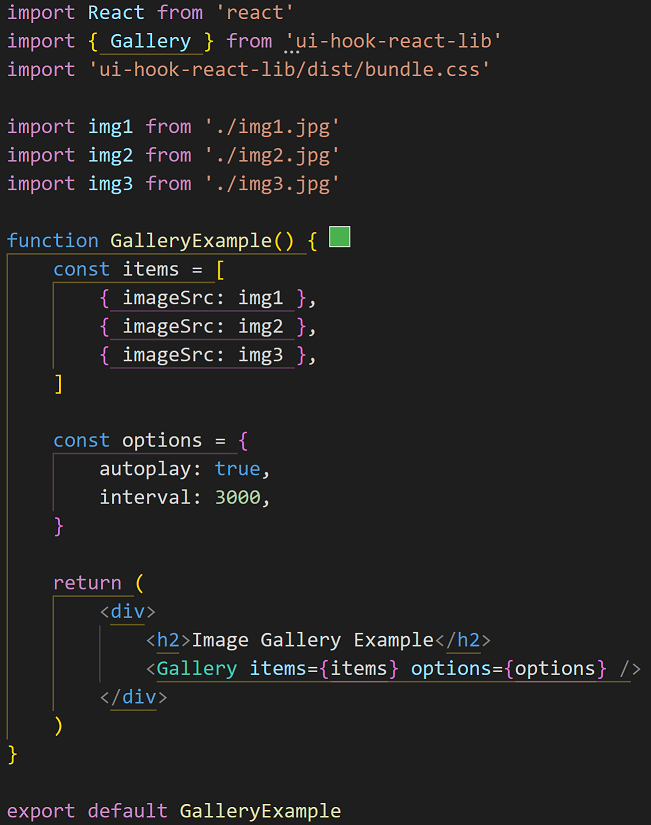 import React from 'react'
import { Gallery } from 'ui-hook-react-lib'
import 'ui-hook-react-lib/dist/bundle.css'

import img1 from './img1.jpg'
import img2 from './img2.jpg'
import img3 from './img3.jpg'

function GalleryExample() {
    const items = [
        { imageSrc: img1 },
        { imageSrc: img2 },
        { imageSrc: img3 },
    ]

    const options = {
        autoplay: true,
        interval: 3000,
    }

    return (
        <div>
            <h2>Image Gallery Example</h2>
            <Gallery items={items} options={options} />
        </div>
    )
}

export default GalleryExample